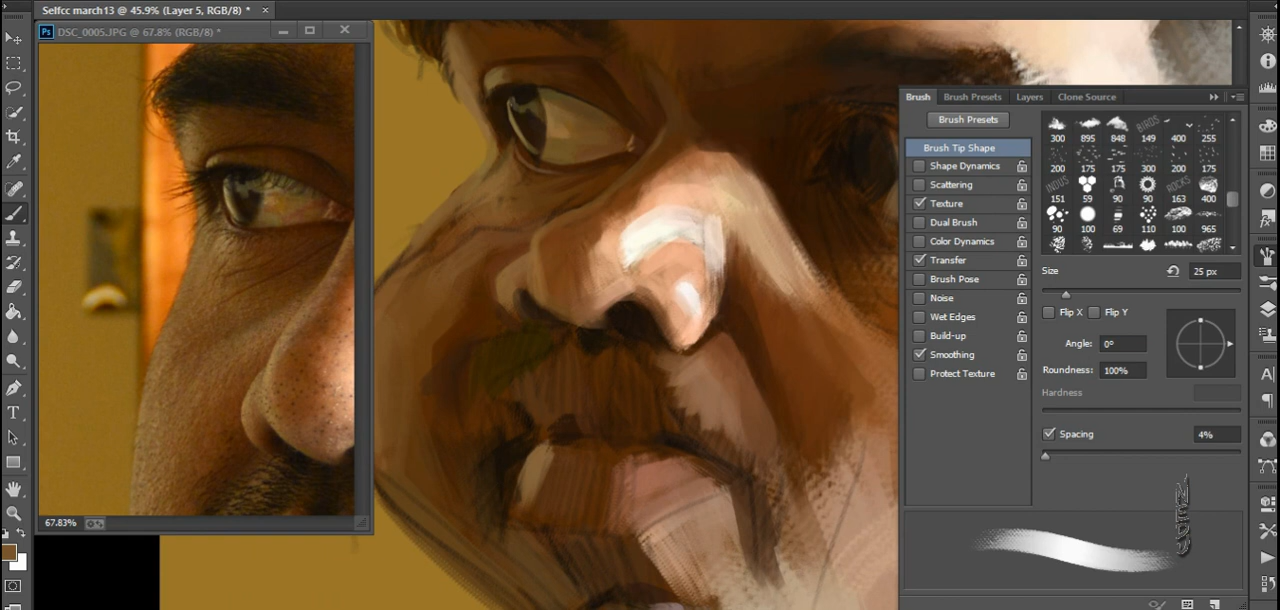 Selfcc march13 @ 45.9% (Layer 5, RGB/8) *
Ps DSC_0005.JPG @ 67.8% (RGB/8) *
67.83%
Brush Brush Presets Layers Clone Source
Brush Presets
Brush Tip Shape
Shape Dynamics
Scattering
Texture
Dual Brush
Color Dynamics
Transfer
Brush Pose
Noise
Wet Edges
Build-up
Smoothing
Protect Texture
BIRDS
300 895 848 149 400 255
200 175 175 300 200 175
ROCKS
151 59 90 90 163 400
90 100 69 110 100 965
Size 25 px
Flip X Flip Y
Angle: 0°
Roundness: 100%
Hardness
Spacing 4%